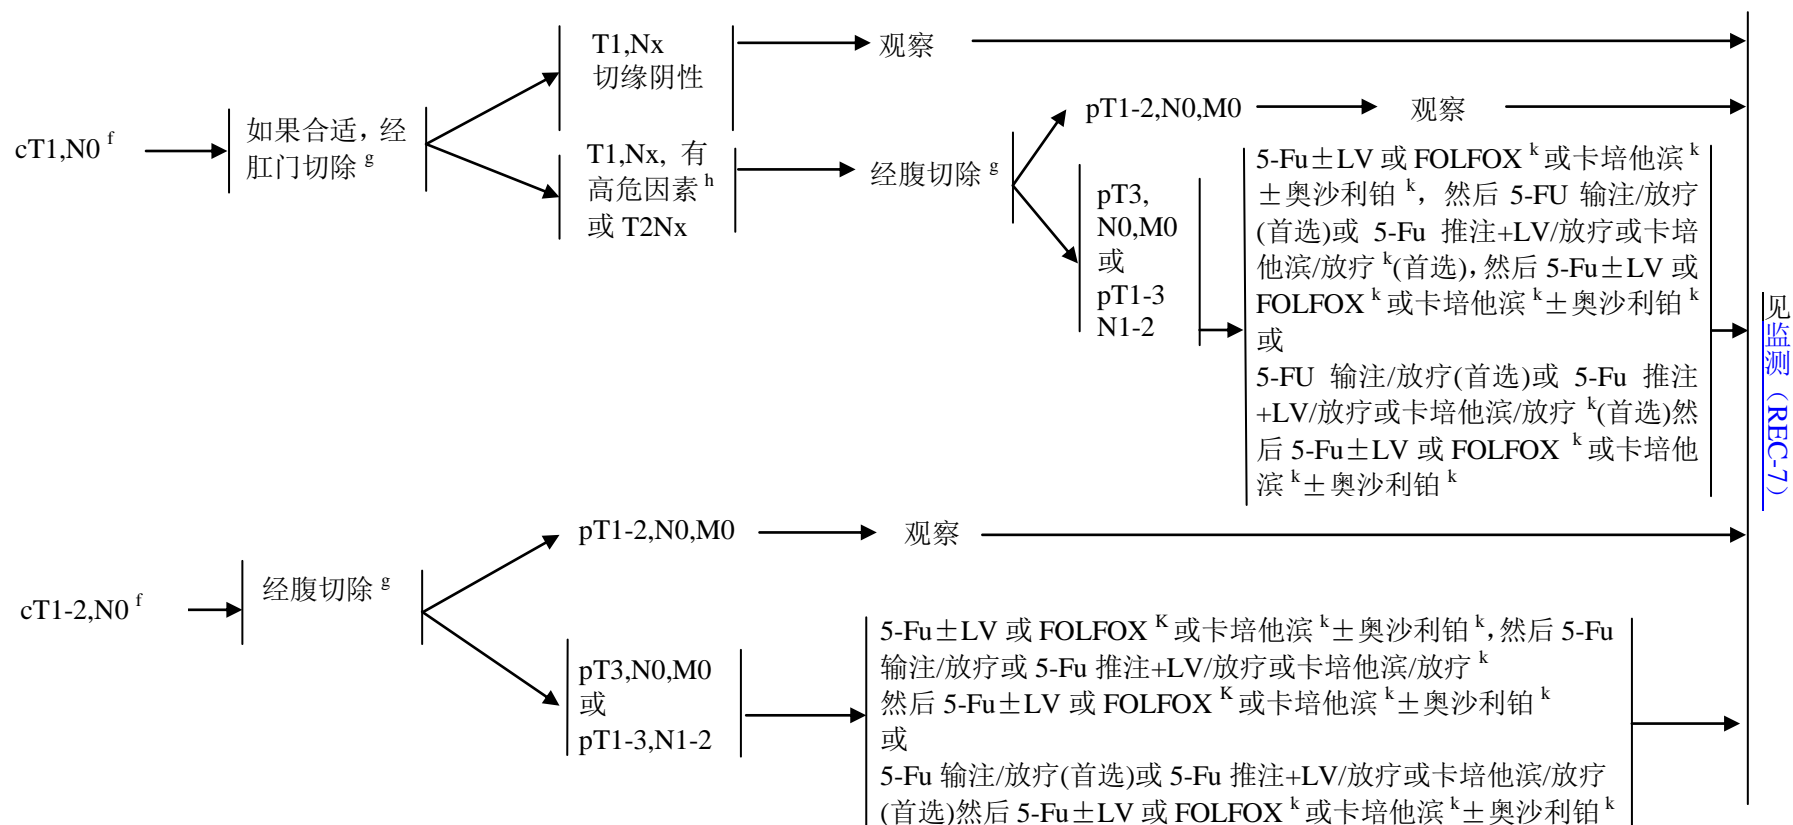 cT1,N0 f
如果合适，经
肛门切除 g
T1,Nx
切缘阴性
观察
T1,Nx, 有
高危因素 h
或 T2Nx
经腹切除 g
pT1-2,N0,M0
观察
pT3,
N0,M0
或
pT1-3
N1-2
5-Fu±LV 或 FOLFOX k 或卡培他滨 k
±奥沙利铂 k，然后 5-FU 输注/放疗
(首选)或 5-Fu 推注+LV/放疗或卡培
他滨/放疗 k(首选),然后 5-Fu±LV 或
FOLFOX k 或卡培他滨 k±奥沙利铂 k
或
5-FU 输注/放疗(首选)或 5-Fu 推注
+LV/放疗或卡培他滨/放疗 k(首选)然
后 5-Fu±LV 或 FOLFOX k 或卡培他
滨 k±奥沙利铂 k
见监测（REC-7）
cT1-2,N0 f
经腹切除 g
pT1-2,N0,M0
观察
pT3,N0,M0
或
pT1-3,N1-2
5-Fu±LV 或 FOLFOX K 或卡培他滨 k±奥沙利铂 k,然后 5-Fu
输注/放疗或 5-Fu 推注+LV/放疗或卡培他滨/放疗 k
然后 5-Fu±LV 或 FOLFOX K 或卡培他滨 k±奥沙利铂 k
或
5-Fu 输注/放疗(首选)或 5-Fu 推注+LV/放疗或卡培他滨/放疗
(首选)然后 5-Fu±LV 或 FOLFOX k 或卡培他滨 k±奥沙利铂 k